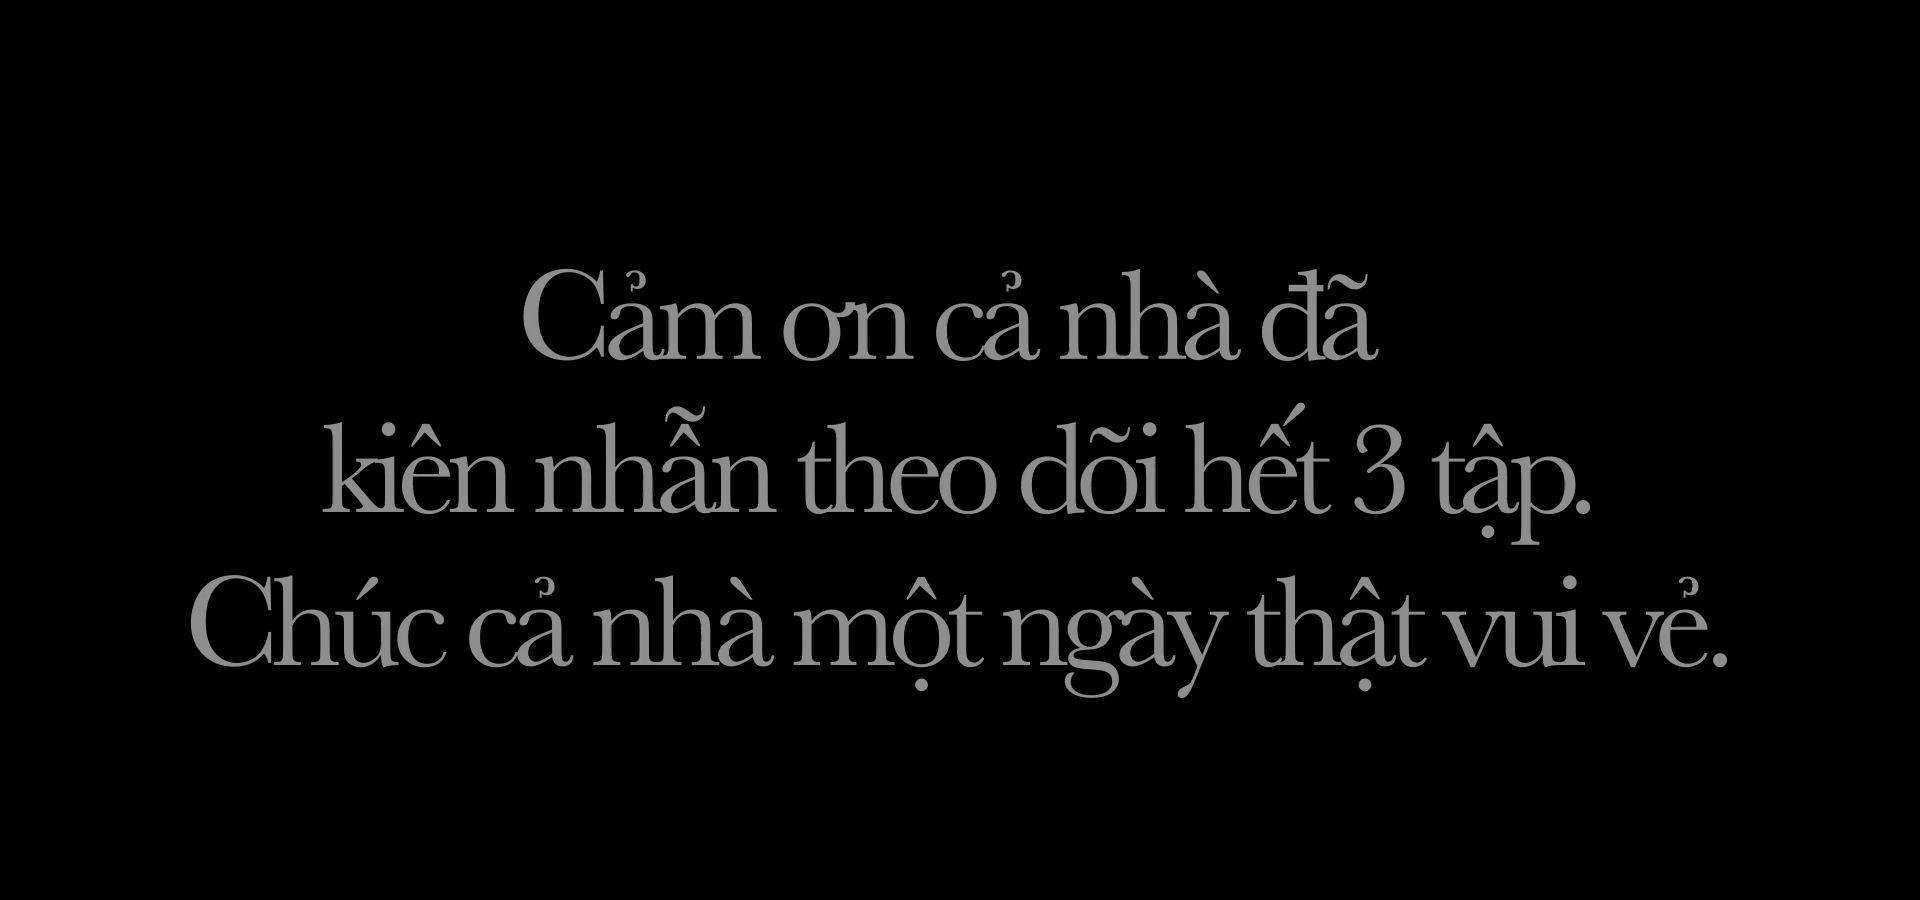 Cảm ơn cả nhà đã
kiên nhẫn theo dõi hết 3 tập.
Chúc cả nhà một ngày thật vui vẻ.